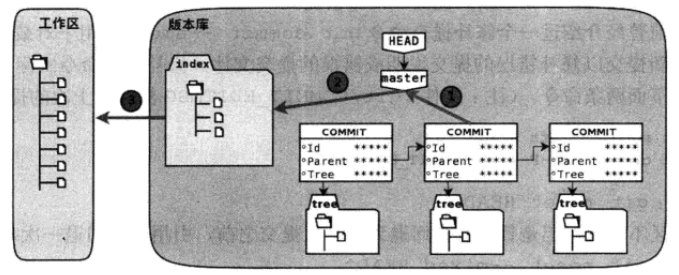 工作区
版本库
HEAD
/index
master
3
2
1
COMMIT
Id *****
Parent *****
Tree *****
COMMIT
Id *****
Parent *****
Tree *****
COMMIT
Id *****
Parent *****
Tree *****
tree
tree
tree